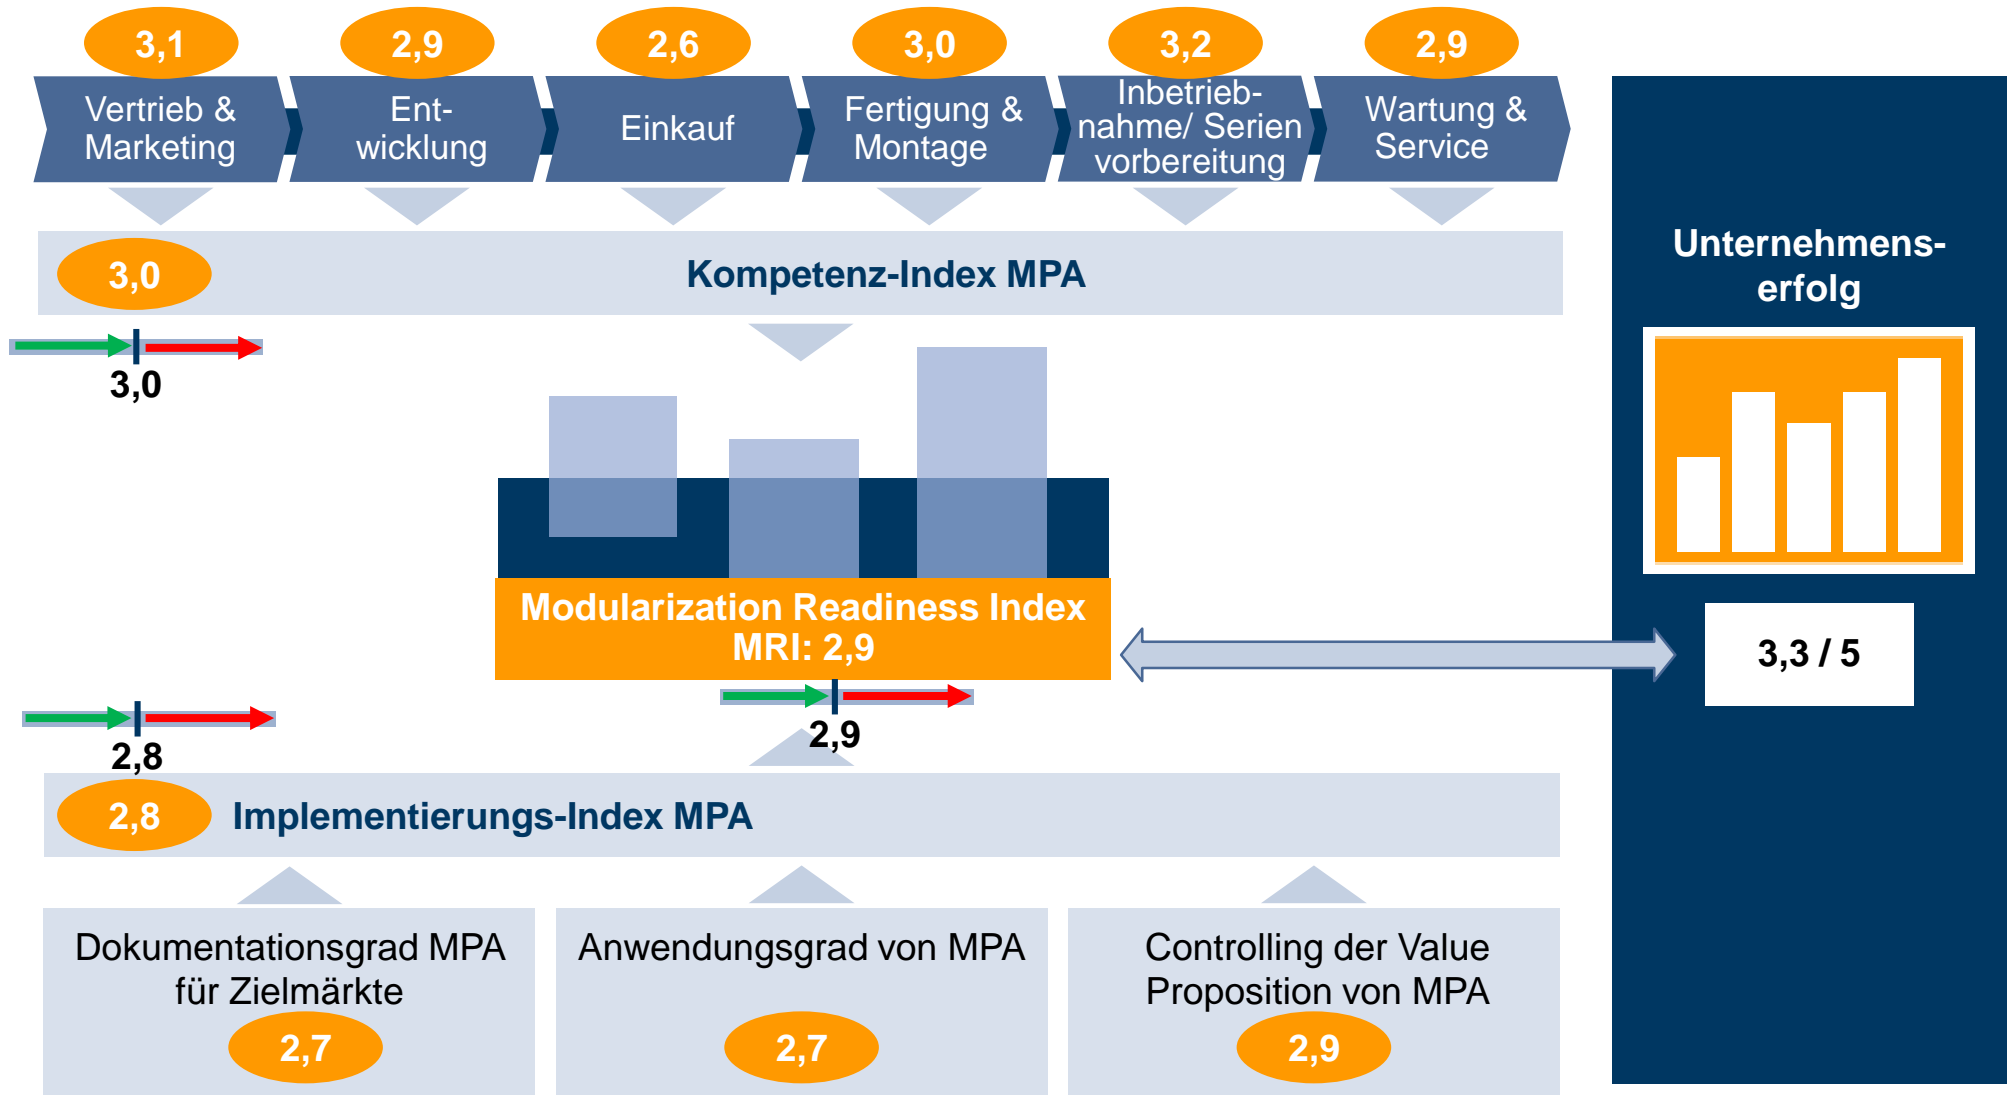 3,1
2,9
2,6
3,0
3,2
2,9
Vertrieb &
Marketing
Ent-
wicklung
Einkauf
Fertigung &
Montage
Inbetrieb-
nahme/ Serien
vorbereitung
Wartung &
Service
3,0
Kompetenz-Index MPA
3,0
Modularization Readiness Index
MRI: 2,9
2,9
2,8
2,8
Implementierungs-Index MPA
Dokumentationsgrad MPA
für Zielmärkte
2,7
Anwendungsgrad von MPA
2,7
Controlling der Value
Proposition von MPA
2,9
Unternehmens-
erfolg
3,3 / 5